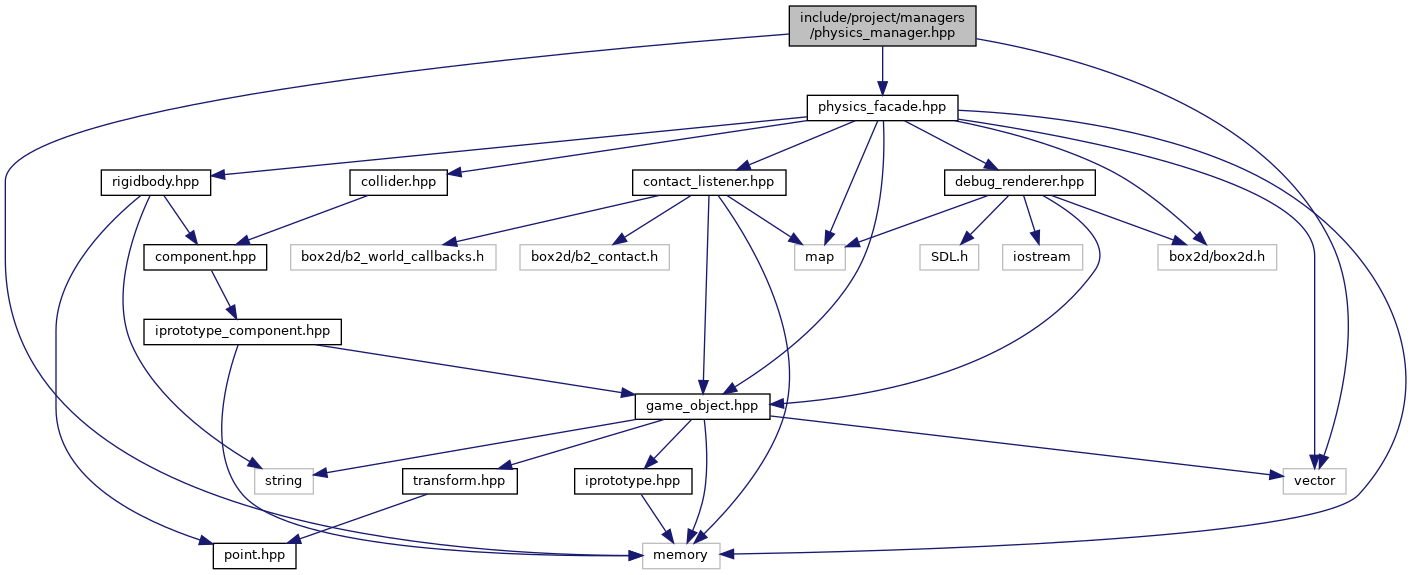 include/project/managers
/physics_manager.hpp
physics_facade.hpp
rigidbody.hpp
collider.hpp
contact_listener.hpp
debug_renderer.hpp
component.hpp
box2d/b2_world_callbacks.h
box2d/b2_contact.h
map
SDL.h
iostream
box2d/box2d.h
iprototype_component.hpp
game_object.hpp
string
transform.hpp
iprototype.hpp
vector
point.hpp
memory